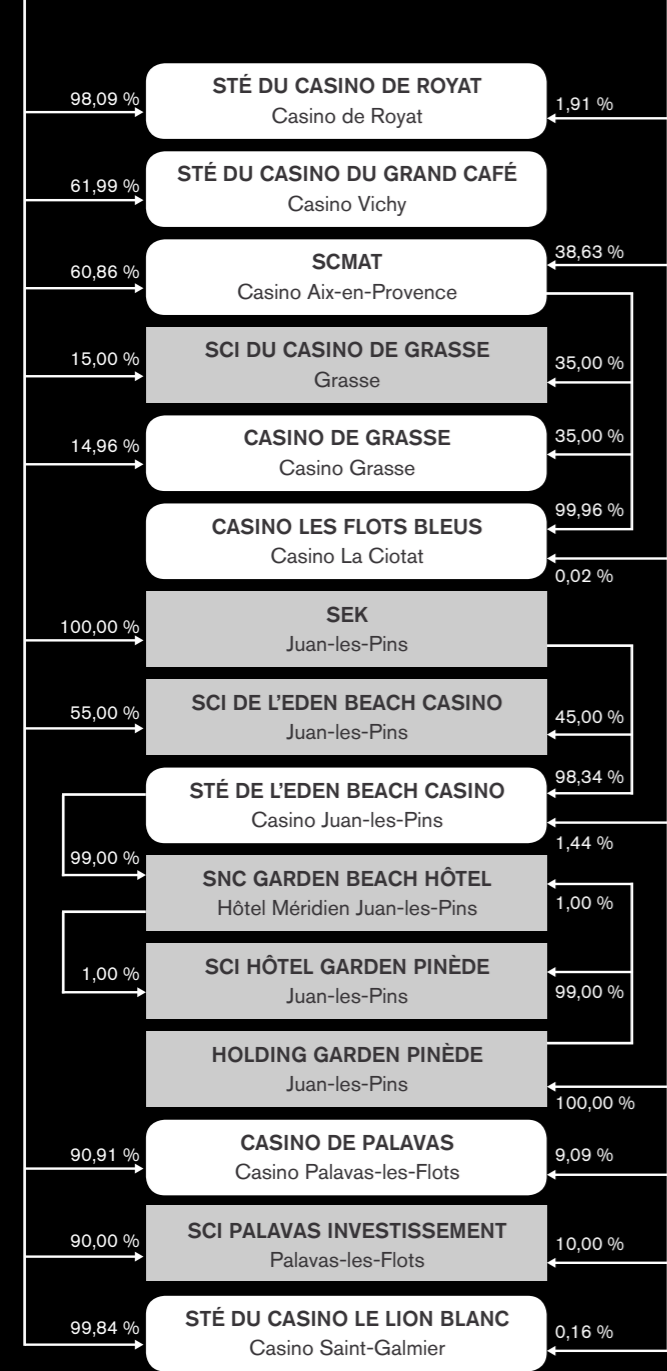 STÉ DU CASINO DE ROYAT
98,09 %
1,91 %
Casino de Royat
STÉ DU CASINO DU GRAND CAFÉ
61,99 %
Casino Vichy
SCMAT
38,63 %
60,86 %
Casino Aix-en-Provence
SCI DU CASINO DE GRASSE
15,00 %
35,00 %
Grasse
CASINO DE GRASSE
35,00 %
14,96 %
Casino Grasse
99,96 %
CASINO LES FLOTS BLEUS
Casino La Ciotat
0,02 %
SEK
100,00 %
Juan-les-Pins
SCI DE L’EDEN BEACH CASINO
55,00 %
45,00 %
Juan-les-Pins
98,34 %
STÉ DE L’EDEN BEACH CASINO
Casino Juan-les-Pins
1,44 %
99,00 %
SNC GARDEN BEACH HÔTEL
Hôtel Méridien Juan-les-Pins
1,00 %
SCI HÔTEL GARDEN PINÈDE
1,00 %
Juan-les-Pins
99,00 %
HOLDING GARDEN PINÈDE
Juan-les-Pins
100,00 %
CASINO DE PALAVAS
90,91 %
9,09 %
Casino Palavas-les-Flots
SCI PALAVAS INVESTISSEMENT
90,00 %
10,00 %
Palavas-les-Flots
STÉ DU CASINO LE LION BLANC
99,84 %
0,16 %
Casino Saint-Galmier